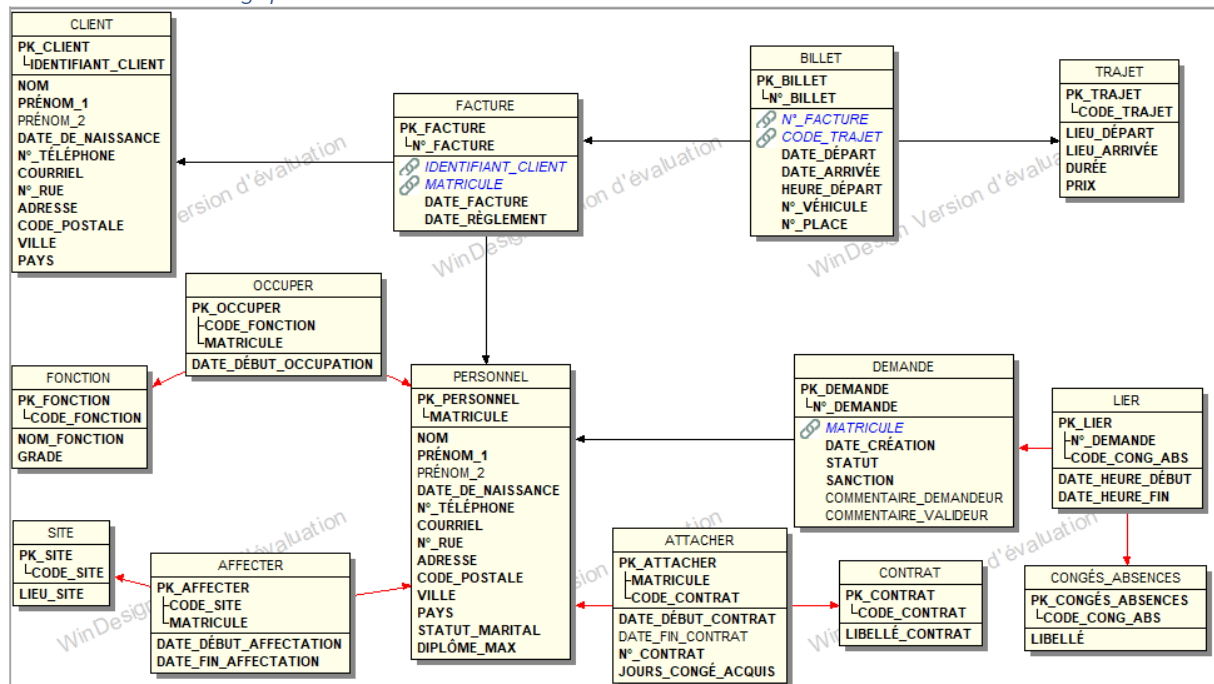 CLIENT
PK_CLIENT
IDENTIFIANT_CLIENT
NOM
PRÉNOM_1
PRÉNOM_2
DATE_DE_NAISSANCE
N°_TÉLÉPHONE
COURRIEL
N°_RUE
ADRESSE
CODE_POSTALE
VILLE
PAYS
FACTURE
PK_FACTURE
N°_FACTURE
IDENTIFIANT_CLIENT
MATRICULE
DATE_FACTURE
DATE_RÈGLEMENT
BILLET
PK_BILLET
N°_BILLET
N°_FACTURE
CODE_TRAJET
DATE_DÉPART
DATE_ARRIVÉE
HEURE_DÉPART
N°_VÉHICULE
N°_PLACE
TRAJET
PK_TRAJET
CODE_TRAJET
LIEU_DÉPART
LIEU_ARRIVÉE
DURÉE
PRIX
OCCUPER
PK_OCCUPER
CODE_FONCTION
MATRICULE
DATE_DÉBUT_OCCUPATION
FONCTION
PK_FONCTION
CODE_FONCTION
NOM_FONCTION
GRADE
PERSONNEL
PK_PERSONNEL
MATRICULE
NOM
PRÉNOM_1
PRÉNOM_2
DATE_DE_NAISSANCE
N°_TÉLÉPHONE
COURRIEL
N°_RUE
ADRESSE
CODE_POSTALE
VILLE
PAYS
STATUT_MARITAL
DIPLÔME_MAX
DEMANDE
PK_DEMANDE
N°_DEMANDE
MATRICULE
DATE_CRÉATION
STATUT
SANCTION
COMMENTAIRE_DEMANDEUR
COMMENTAIRE_VALIDEUR
LIER
PK_LIER
N°_DEMANDE
CODE_CONG_ABS
DATE_HEURE_DÉBUT
DATE_HEURE_FIN
SITE
PK_SITE
CODE_SITE
LIEU_SITE
AFFECTER
PK_AFFECTER
CODE_SITE
MATRICULE
DATE_DÉBUT_AFFECTATION
DATE_FIN_AFFECTATION
ATTACHER
PK_ATTACHER
MATRICULE
CODE_CONTRAT
DATE_DÉBUT_CONTRAT
DATE_FIN_CONTRAT
N°_CONTRAT
JOURS_CONGÉ_ACQUIS
CONTRAT
PK_CONTRAT
CODE_CONTRAT
LIBELLÉ_CONTRAT
CONGÉS_ABSENCES
PK_CONGÉS_ABSENCES
CODE_CONG_ABS
LIBELLÉ
ersion d'évaluation
WinDesign
n d'évaluation
WinDesign Version d'évalua